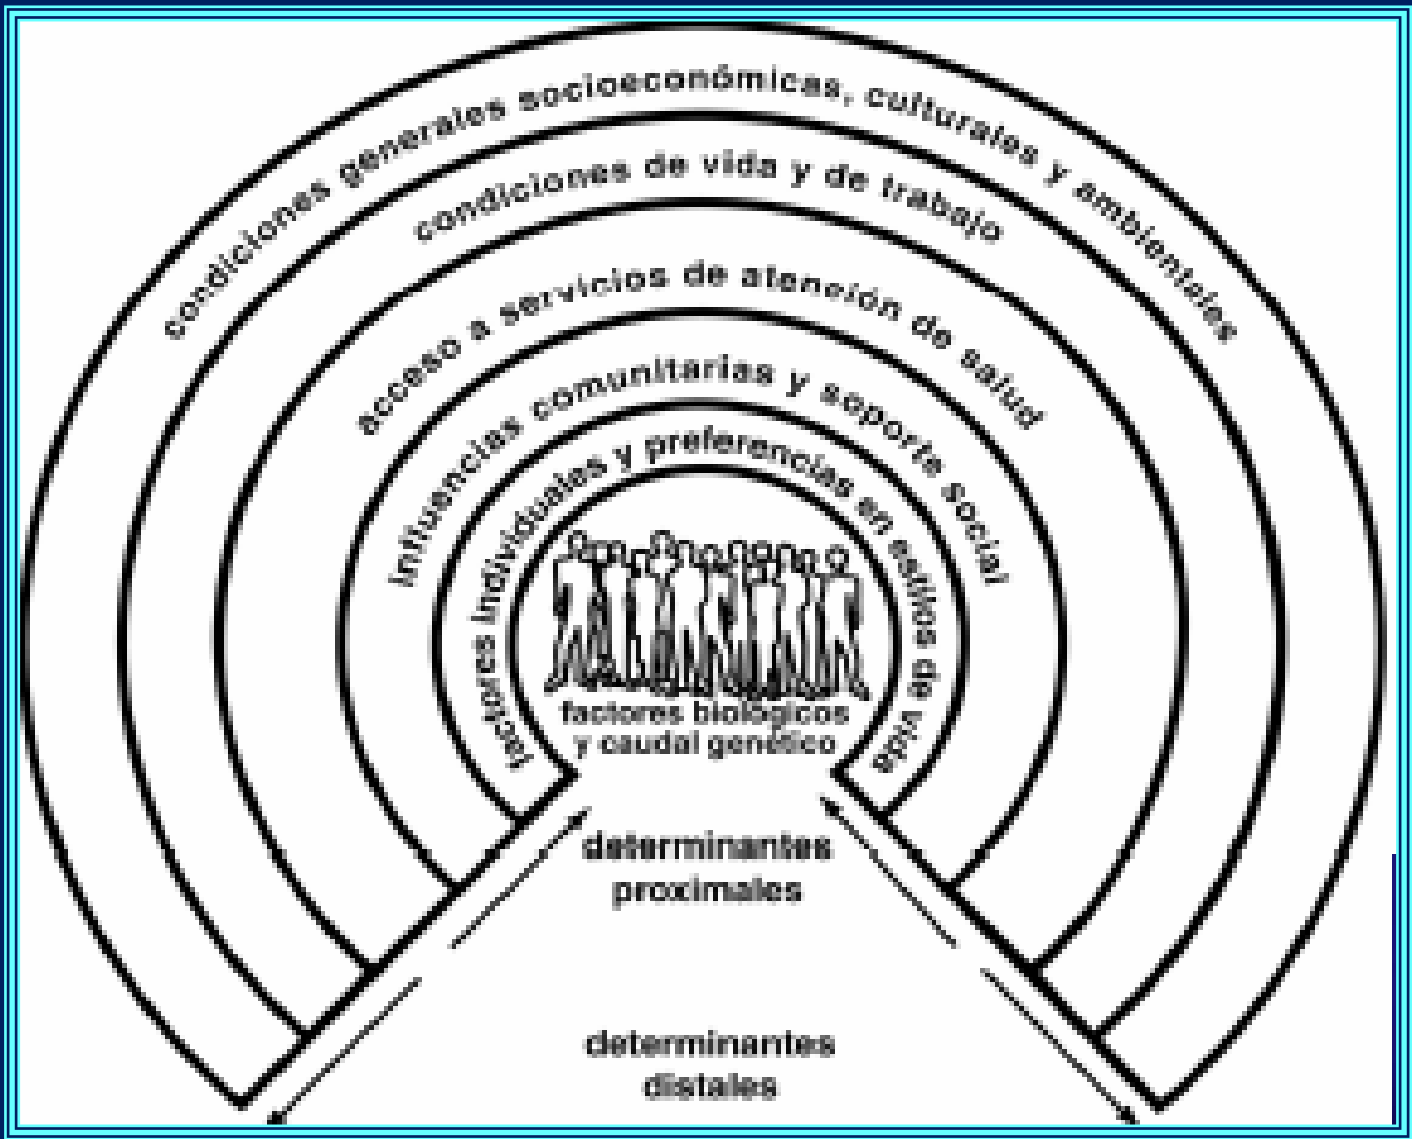 condiciones generales socioeconómicas, culturales y ambientales
condiciones de vida y de trabajo
acceso a servicios de atención de salud
influencias comunitarias y soporte social
factores individuales y preferencias en estilos de vida
factores biológicos
y caudal genético
determinantes
proximales
determinantes
distales